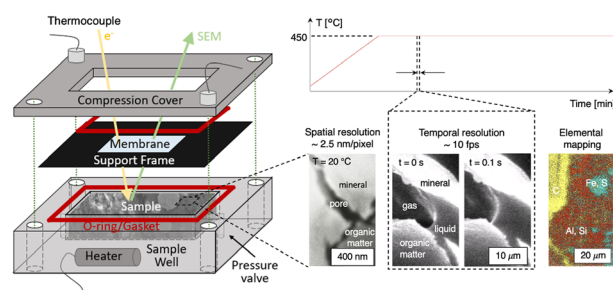 Thermocouple
e-
SEM
Compression Cover
Membrane
Support Frame
Sample
O-ring/Gasket
Sample
Well
Heater
Pressure
valve
T [°C]
450
Time [min]
Spatial resolution
~ 2.5 nm/pixel
T = 20 °C
mineral
pore
organic
matter
400 nm
Temporal resolution
~ 10 fps
t = 0 s
t = 0.1 s
mineral
gas
liquid
organic
matter
10 μm
Elemental
mapping
C
Fe, S
Al, Si
20 μm